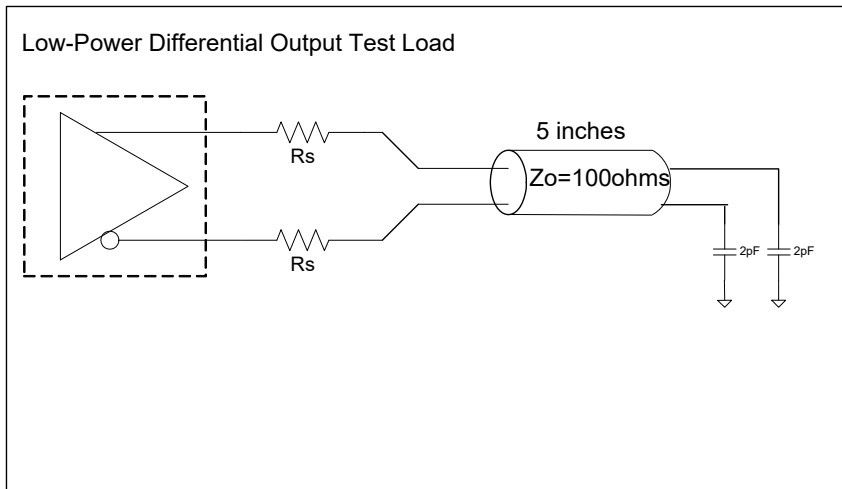 Low-Power Differential Output Test Load
Rs
5 inches
Zo=100ohms
Rs
2pF
2pF